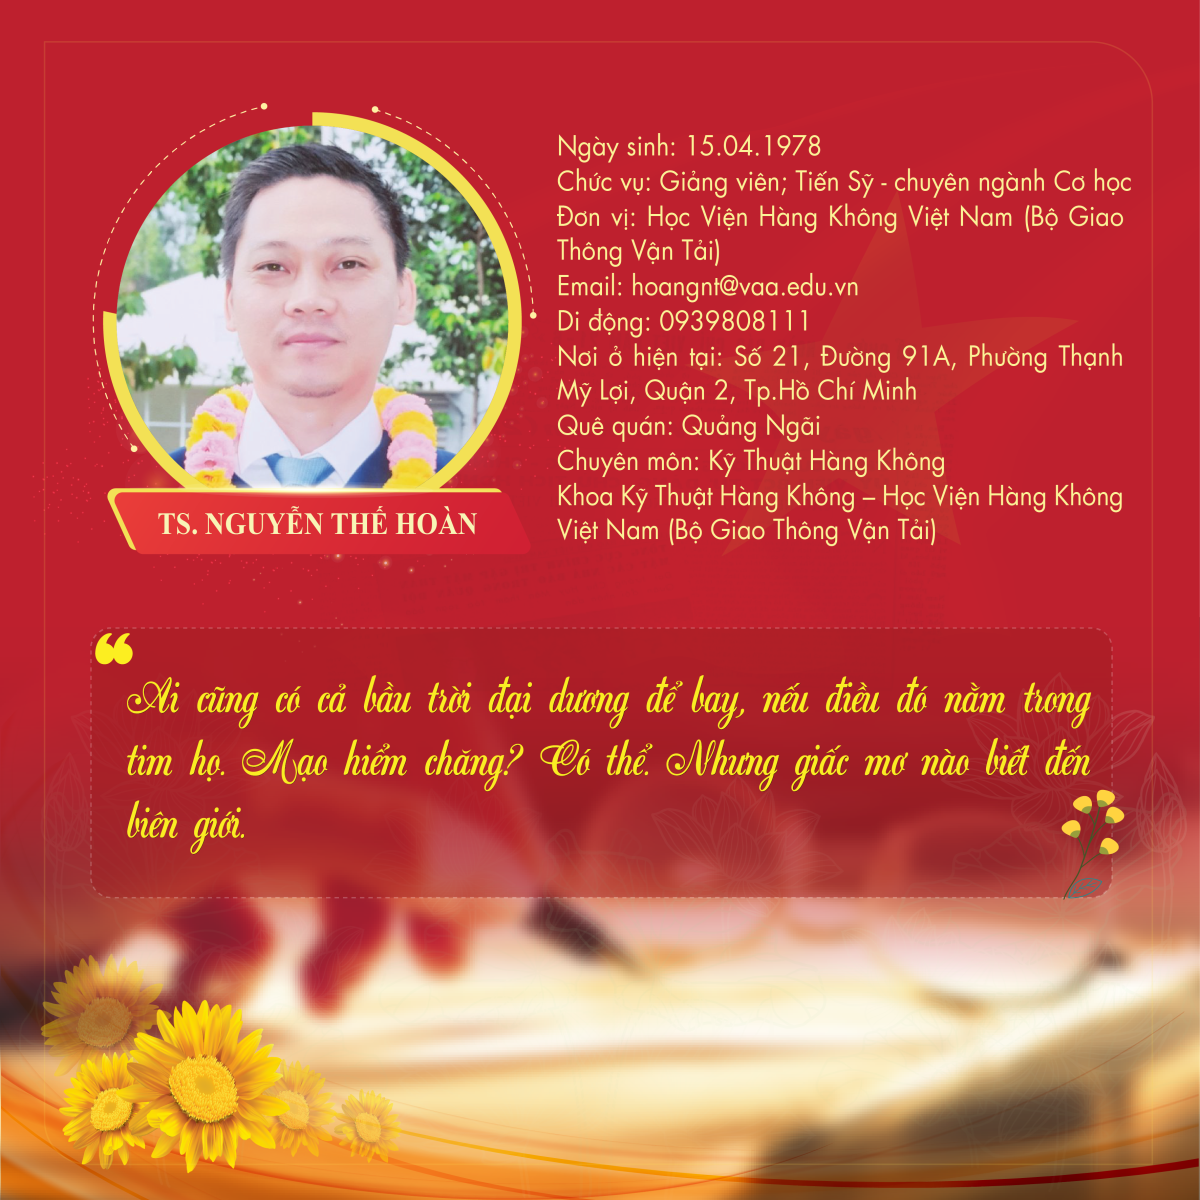 Ngày sinh: 15.04.1978
Chức vụ: Giảng viên; Tiến Sỹ - chuyên ngành Cơ học
Đơn vị: Học Viện Hàng Không Việt Nam (Bộ Giao
Thông Vận Tải)
Email: hoangnt@vaa.edu.vn
Di động: 0939808111
Nơi ở hiện tại: Số 21, Đường 91A, Phường Thạnh
Mỹ Lợi, Quận 2, Tp.Hồ Chí Minh
Quê quán: Quảng Ngãi
Chuyên môn: Kỹ Thuật Hàng Không
Khoa Kỹ Thuật Hàng Không – Học Viện Hàng Không
Việt Nam (Bộ Giao Thông Vận Tải)
TS. NGUYỄN THẾ HOÀN
“
Ai cũng có cả bầu trời đại dương để bay, nếu điều đó nằm trong
tim họ. Mạo hiểm chăng? Có thể. Nhưng giấc mơ nào biết đến
biên giới.